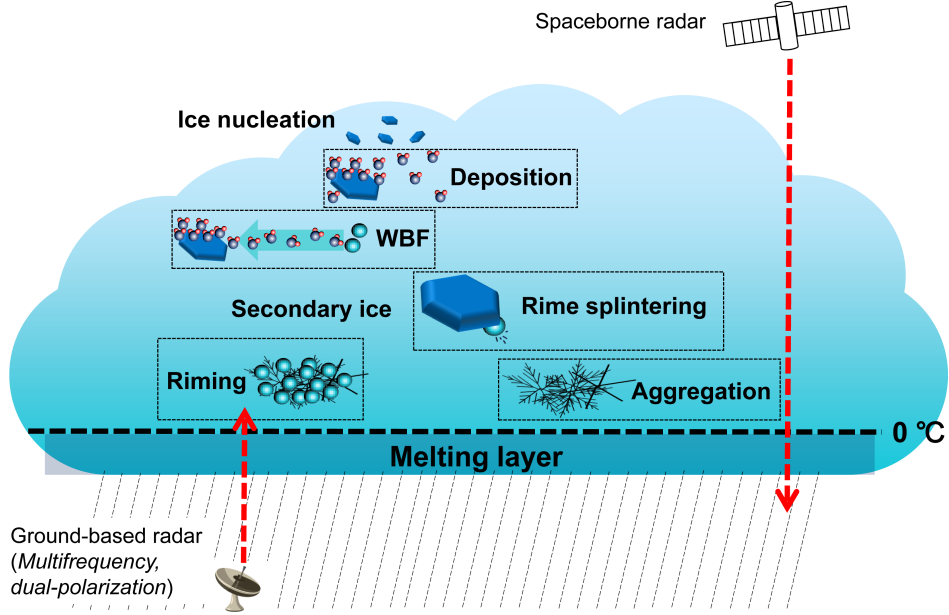 Spaceborne radar
Ice nucleation
Deposition
WBF
Secondary ice
Rime splintering
Riming
Aggregation
0 ℃
Melting layer
Ground-based radar
(Multifrequency,
dual-polarization)